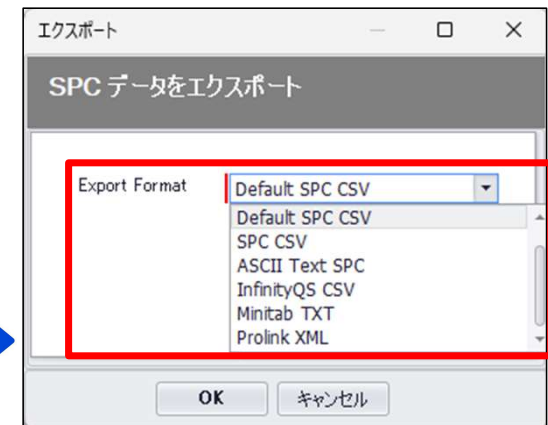 エクスポート
SPC データをエクスポート
Export Format
Default SPC CSV
Default SPC CSV
SPC CSV
ASCII Text SPC
InfinityQS CSV
Minitab TXT
Prolink XML
OK
キャンセル